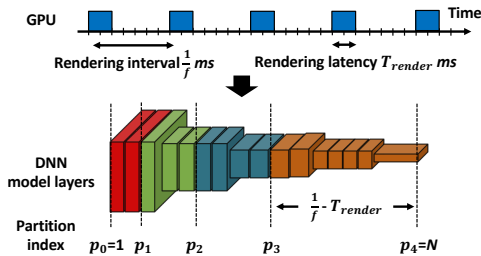 GPU
Time
Rendering interval 1/f ms
Rendering latency T_render ms
DNN
model layers
1/f - T_render
Partition
index
p_0=1
p_1
p_2
p_3
p_4=N